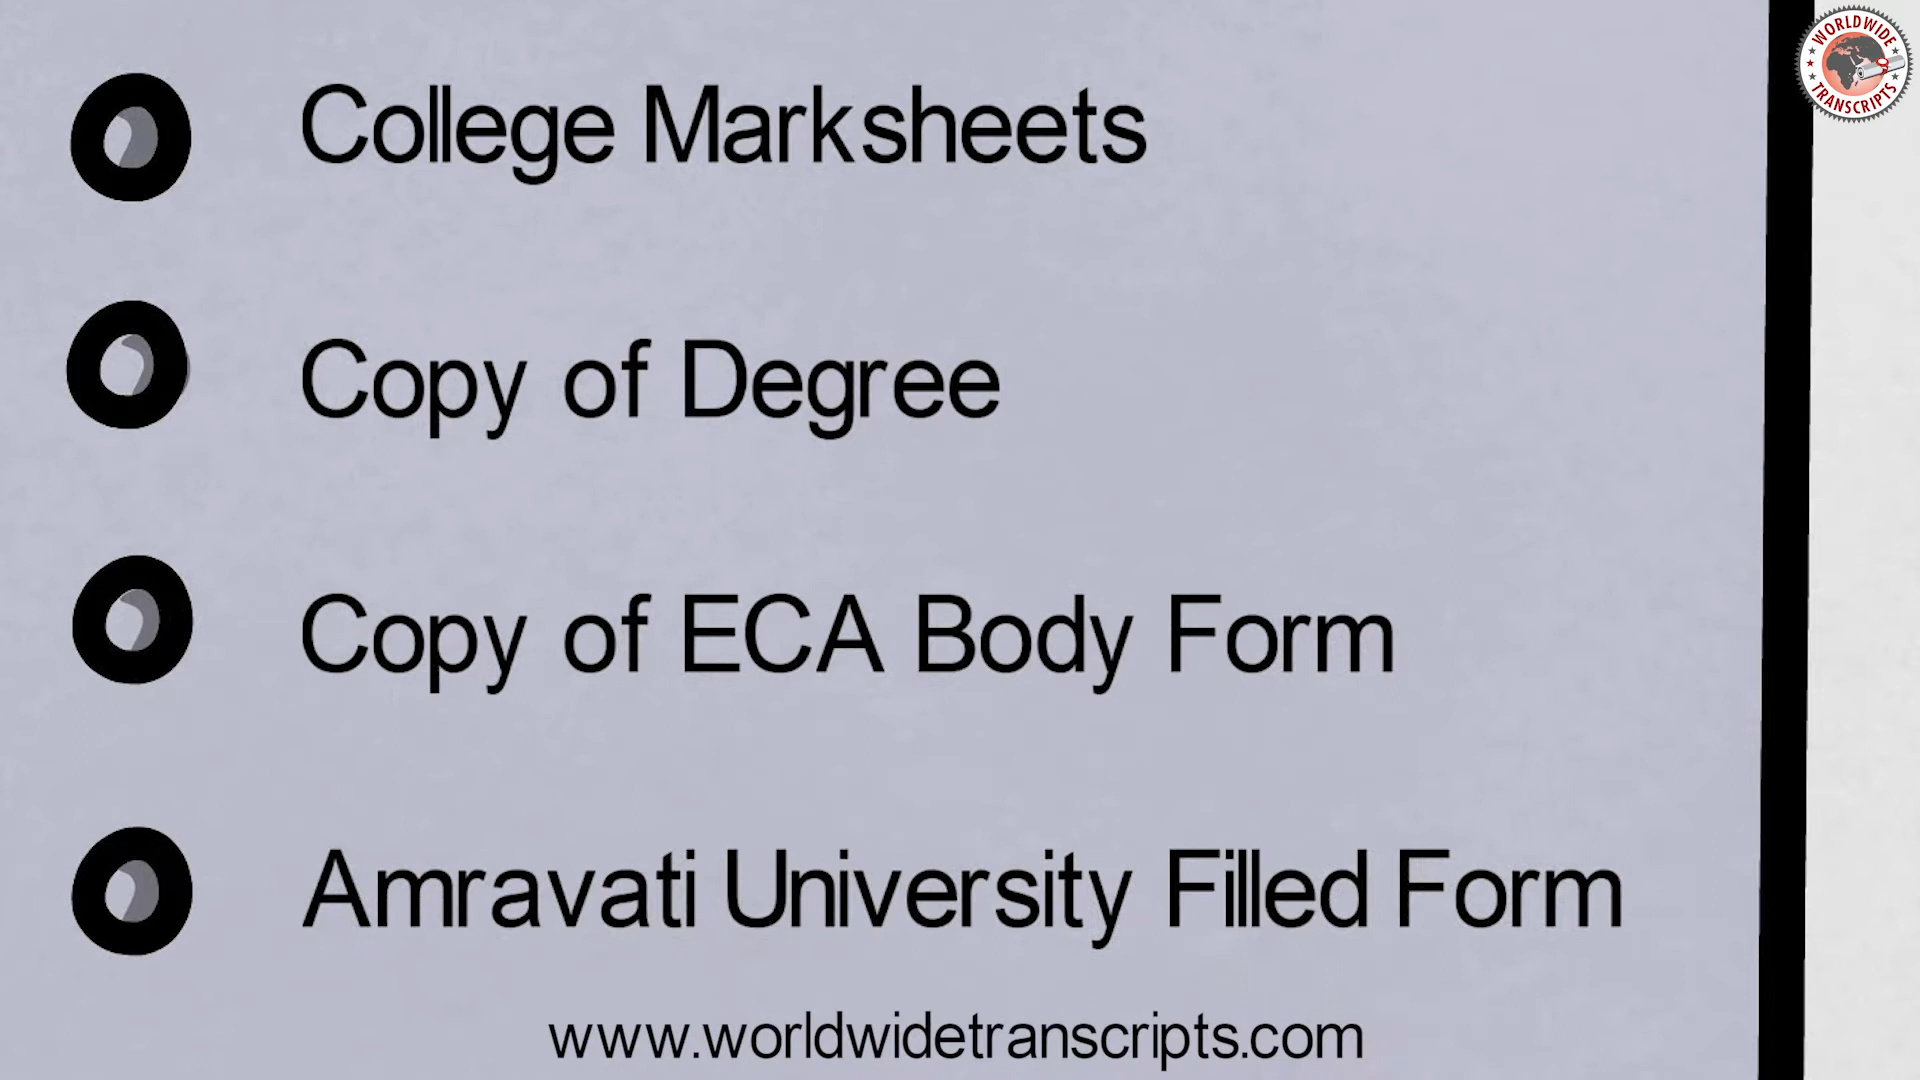 WORLDWIDE
TRANSCRIPTS
College Marksheets
Copy of Degree
Copy of ECA Body Form
Amravati University Filled Form
www.worldwidetranscripts.com